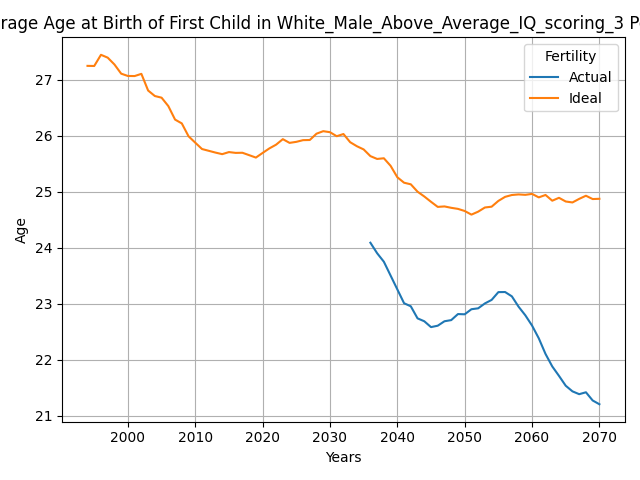 rage Age at Birth of First Child in White_Male_Above_Average_IQ_scoring_3 P
Fertility
Actual
Ideal
27
26
25
24
23
22
21
Age
2000 2010 2020 2030 2040 2050 2060 2070
Years